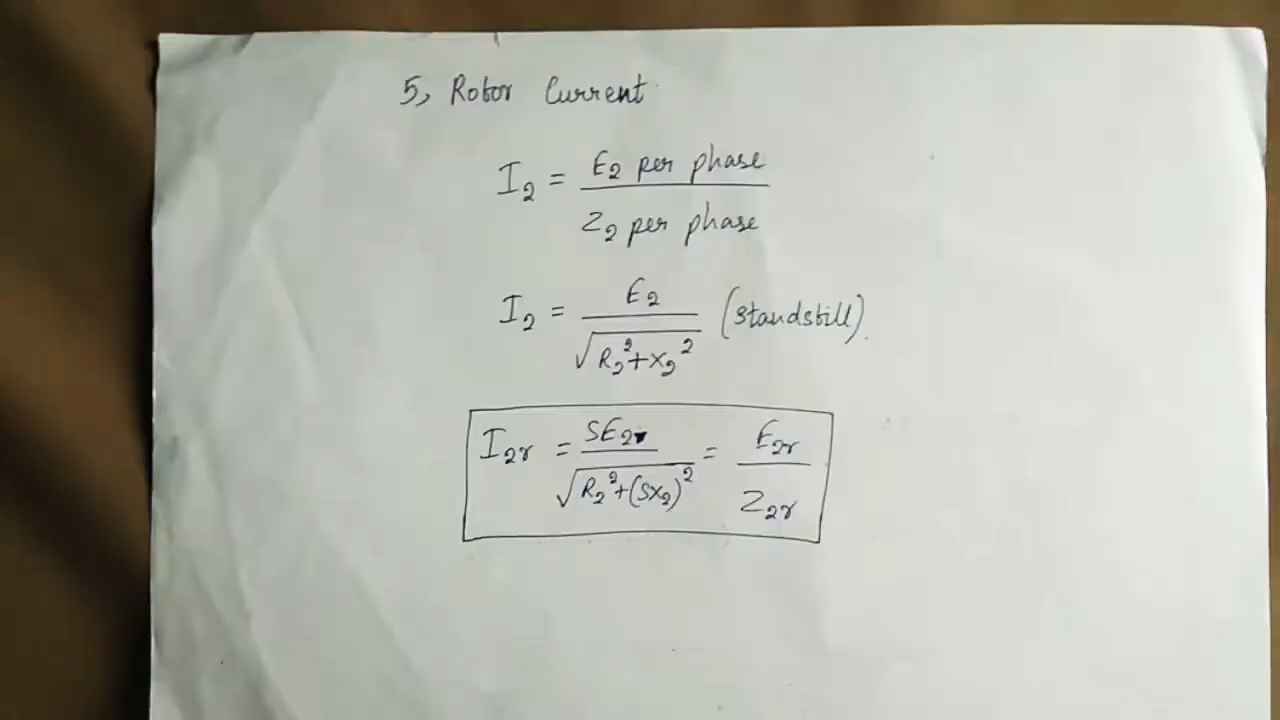 5, Rotor Current
I₂ = E₂ per phase / Z₂ per phase
I₂ = E₂ / √(R₂² + X₂²) (Standstill).
I₂r = SE₂ / √(R₂² + (SX₂)²) = E₂r / Z₂r